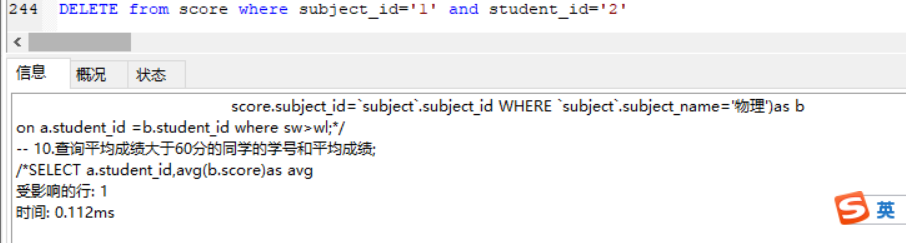 244 DELETE from score where subject_id='1' and student_id='2'
信息 概况 状态
score.subject_id=`subject`.subject_id WHERE `subject`.subject_name='物理')as b
on a.student_id =b.student_id where sw>wl;*/
-- 10.查询平均成绩大于60分的同学的学号和平均成绩;
/*SELECT a.student_id,avg(b.score)as avg
受影响的行: 1
时间: 0.112ms
S 英